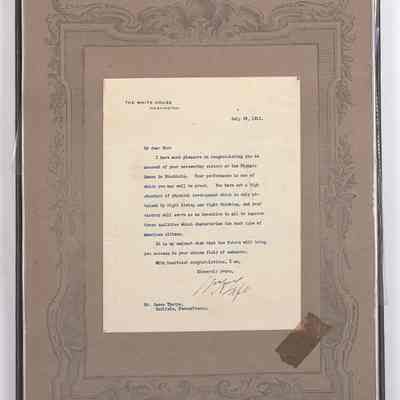 THE WHITE HOUSE
WASHINGTON
July 1912.
My dear Sir:
I have much pleasure in congratulating you on
account of your noteworthy victory at the Olympic
Games in Stockholm. Your performance is one of
which you may well be proud. You have set a high
standard of physical development which is only at-
tained by right living and right thinking, and your
victory will serve as an incentive to all to improve
those qualities which characterize the best type of
American citizen.
It is my earnest wish that the future will bring
you success in your chosen field of endeavor.
With heartiest congratulations, I am,
Sincerely yours,
Wm H Taft
Mr. James Thorpe,
Carlisle, Pennsylvania.